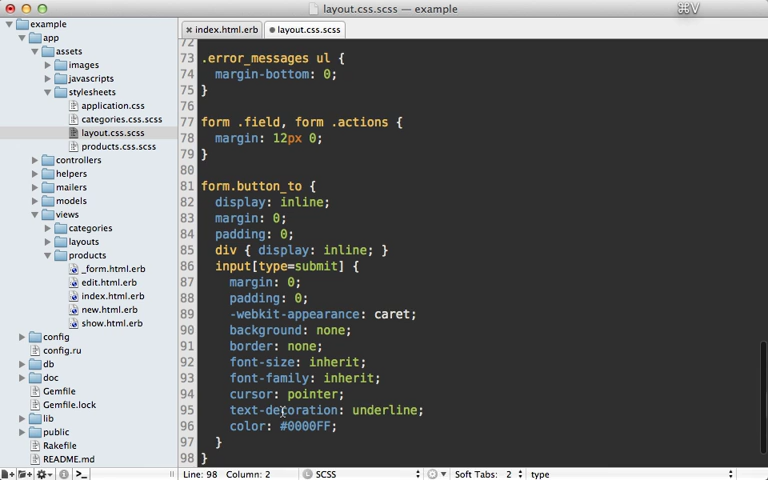 layout.css.scss — example
⌘V
example
app
assets
images
javascripts
stylesheets
application.css
categories.css.scss
layout.css.scss
products.css.scss
controllers
helpers
mailers
models
views
categories
layouts
products
_form.html.erb
edit.html.erb
index.html.erb
new.html.erb
show.html.erb
config
config.ru
db
doc
Gemfile
Gemfile.lock
lib
public
Rakefile
README.md
index.html.erb
layout.css.scss
72
73 .error_messages ul {
74 margin-bottom: 0;
75 }
76
77 form .field, form .actions {
78 margin: 12px 0;
79 }
80
81 form.button_to {
82 display: inline;
83 margin: 0;
84 padding: 0;
85 div { display: inline; }
86 input[type=submit] {
87 margin: 0;
88 padding: 0;
89 -webkit-appearance: caret;
90 background: none;
91 border: none;
92 font-size: inherit;
93 font-family: inherit;
94 cursor: pointer;
95 text-decoration: underline;
96 color: #0000FF;
97 }
98 }
Line: 98 Column: 2 SCSS Soft Tabs: 2 type